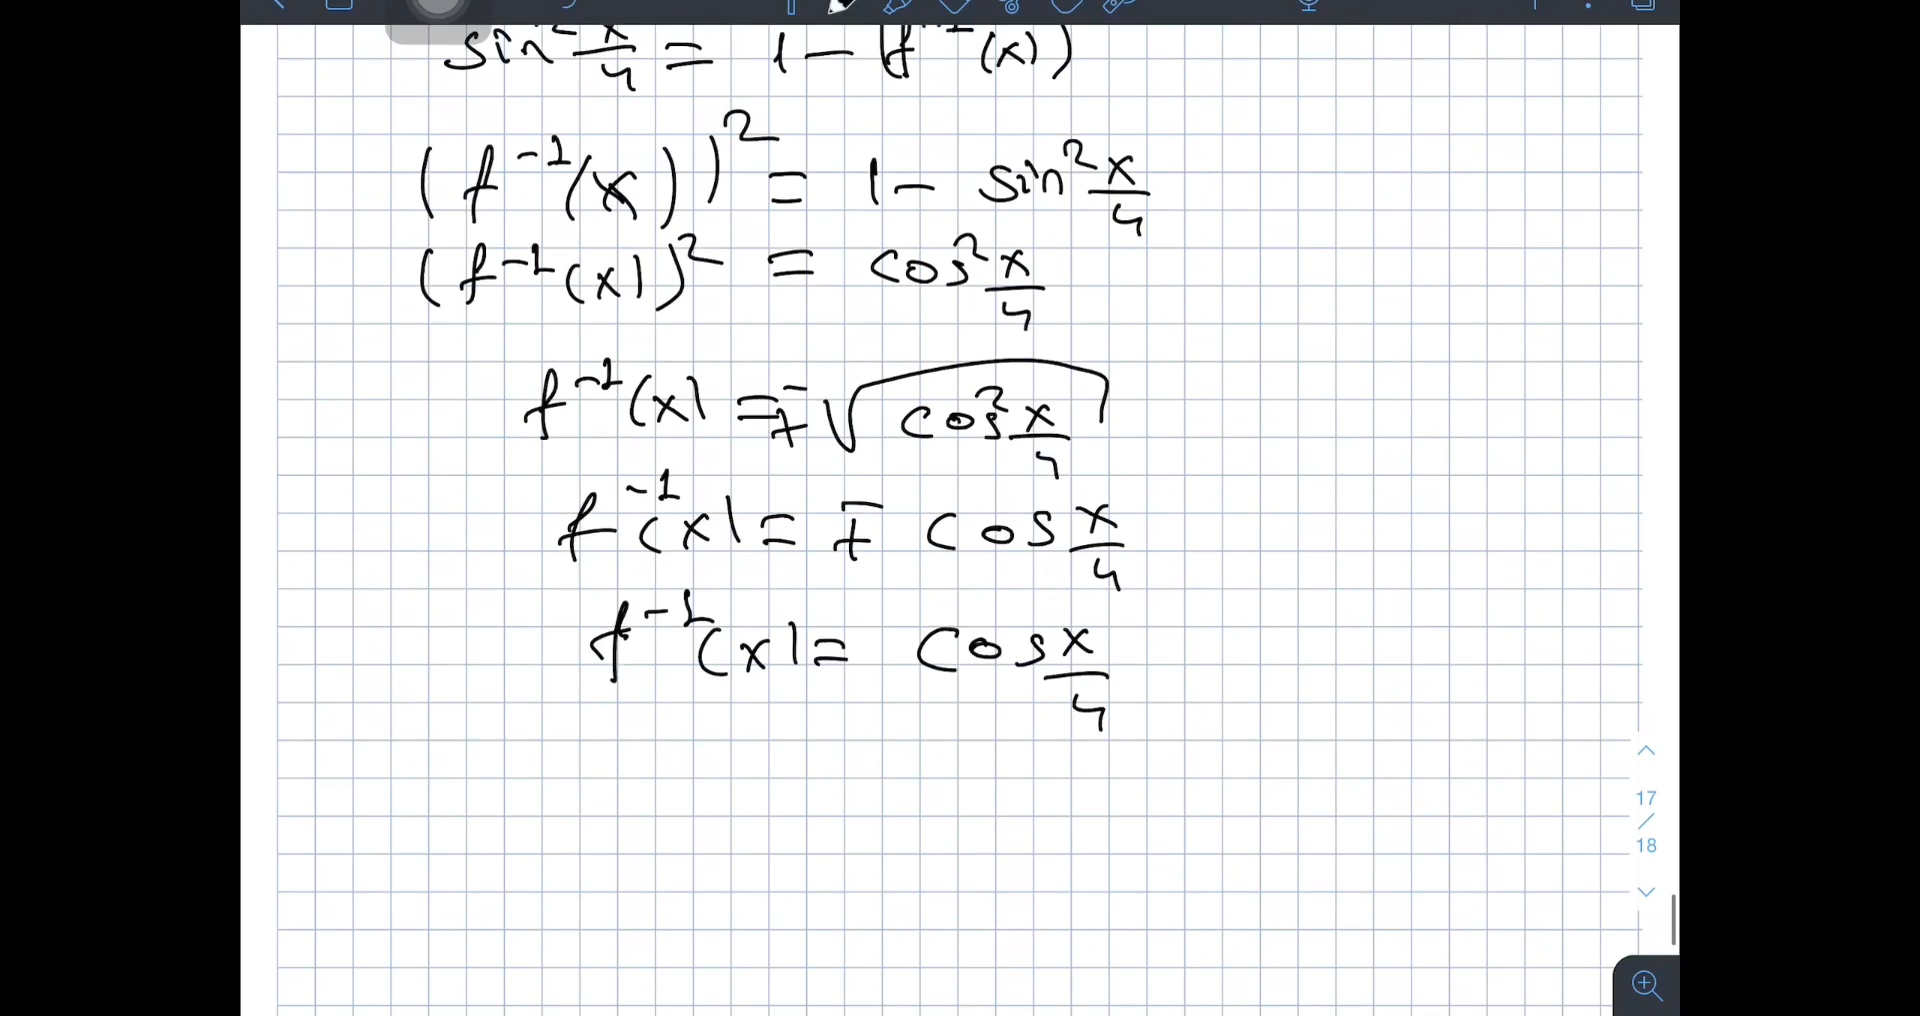 sin² x/4 = 1 - (f⁻¹(x))
(f⁻¹(x))² = 1 - sin² x/4
(f⁻¹(x))² = cos² x/4
f⁻¹(x) = ∓√(cos² x/4)
f⁻¹(x) = ∓ cos x/4
f⁻¹(x) = cos x/4
17
/
18